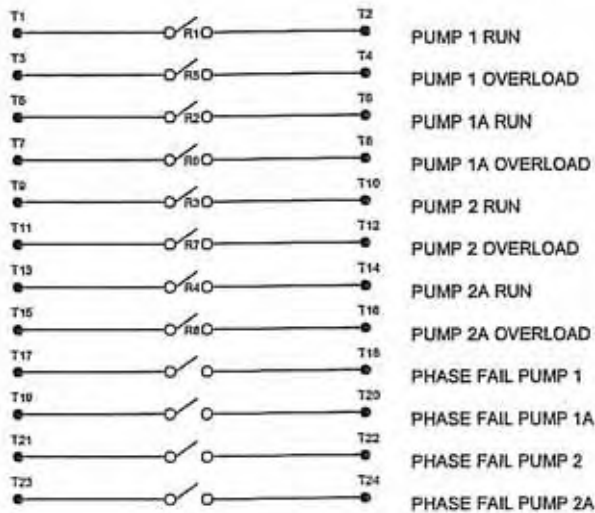 T1 T2
R1 PUMP 1 RUN
T3 T4
R5 PUMP 1 OVERLOAD
T5 T6
R2 PUMP 1A RUN
T7 T8
R6 PUMP 1A OVERLOAD
T9 T10
R3 PUMP 2 RUN
T11 T12
R7 PUMP 2 OVERLOAD
T13 T14
R4 PUMP 2A RUN
T15 T16
R8 PUMP 2A OVERLOAD
T17 T18
PHASE FAIL PUMP 1
T19 T20
PHASE FAIL PUMP 1A
T21 T22
PHASE FAIL PUMP 2
T23 T24
PHASE FAIL PUMP 2A